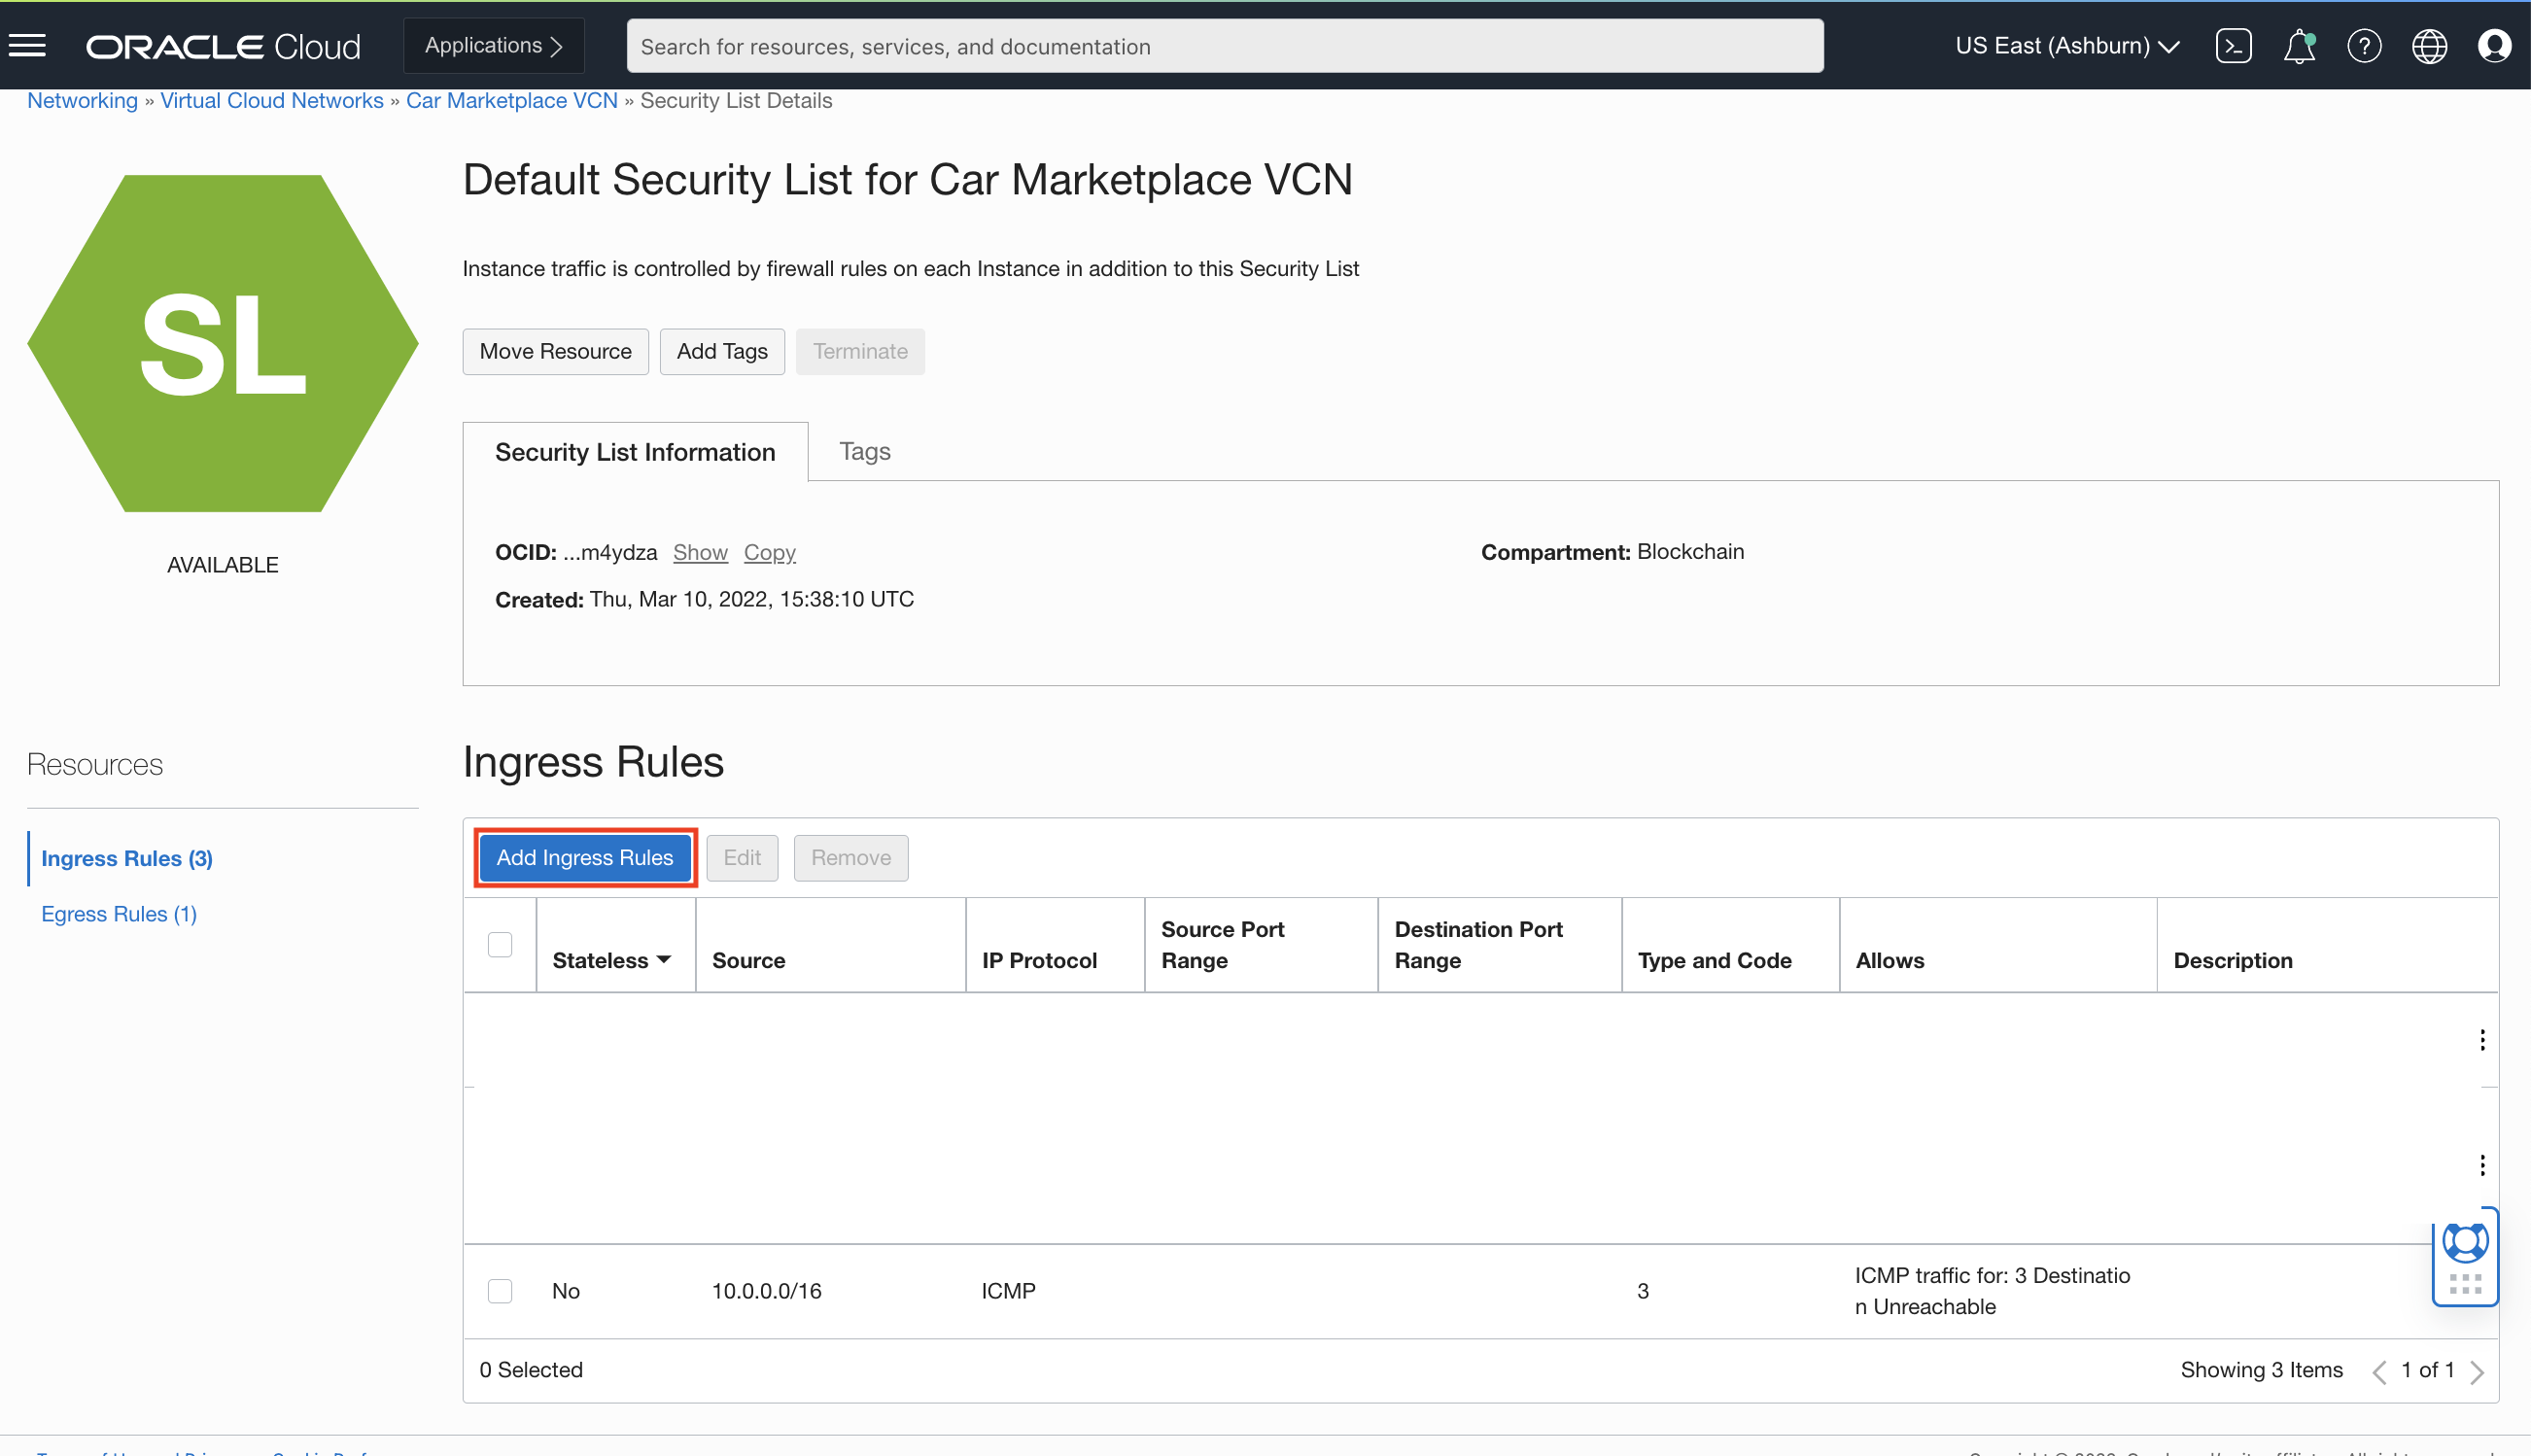 ORACLE Cloud
Applications
Search for resources, services, and documentation
US East (Ashburn)
Networking » Virtual Cloud Networks » Car Marketplace VCN » Security List Details
SL
AVAILABLE
Default Security List for Car Marketplace VCN
Instance traffic is controlled by firewall rules on each Instance in addition to this Security List
Move Resource Add Tags Terminate
Security List Information Tags
OCID: ...m4ydza Show Copy
Compartment: Blockchain
Created: Thu, Mar 10, 2022, 15:38:10 UTC
Resources
Ingress Rules (3)
Egress Rules (1)
Ingress Rules
Add Ingress Rules Edit Remove
Stateless Source IP Protocol Source Port Range Destination Port Range Type and Code Allows Description
No 10.0.0.0/16 ICMP 3 ICMP traffic for: 3 Destinatio
n Unreachable
0 Selected
Showing 3 Items 1 of 1